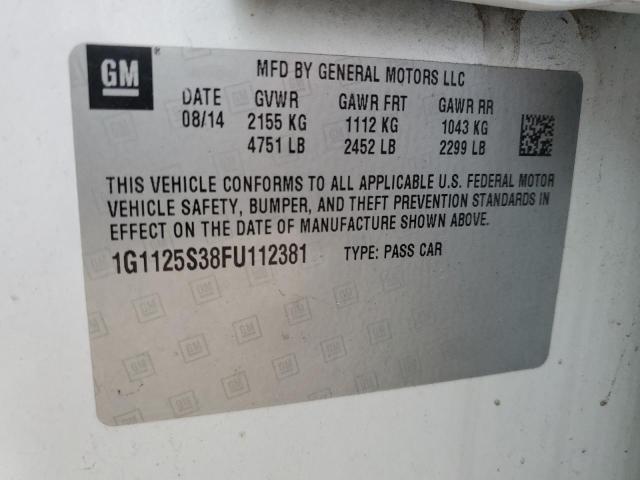 GM
MFD BY GENERAL MOTORS LLC
DATE GVWR GAWR FRT GAWR RR
08/14 2155 KG 1112 KG 1043 KG
4751 LB 2452 LB 2299 LB
THIS VEHICLE CONFORMS TO ALL APPLICABLE U.S. FEDERAL MOTOR
VEHICLE SAFETY, BUMPER, AND THEFT PREVENTION STANDARDS IN
EFFECT ON THE DATE OF MANUFACTURE SHOWN ABOVE.
1G1125S38FU112381 TYPE: PASS CAR